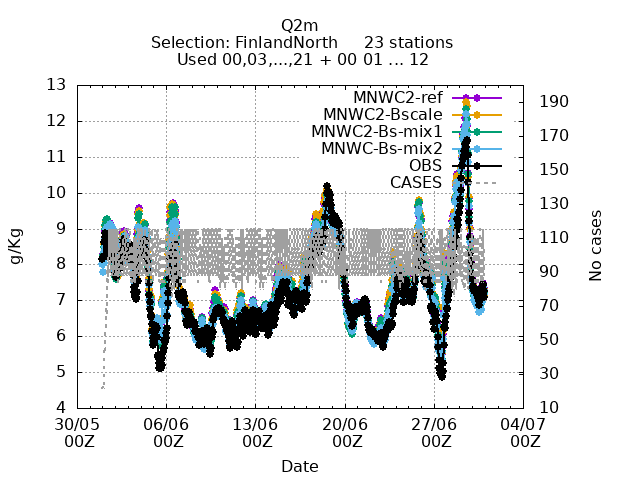 Q2m
Selection: FinlandNorth 23 stations
Used 00,03,...,21 + 00 01 ... 12
MNWC2-ref
MNWC2-Bscale
MNWC2-Bs-mix1
MNWC-Bs-mix2
OBS
CASES
13
12
11
10
9
8
7
6
5
4
g/Kg
190
170
150
130
110
90
70
50
30
10
No cases
30/05 06/06 13/06 20/06 27/06 04/07
00Z 00Z 00Z 00Z 00Z 00Z
Date